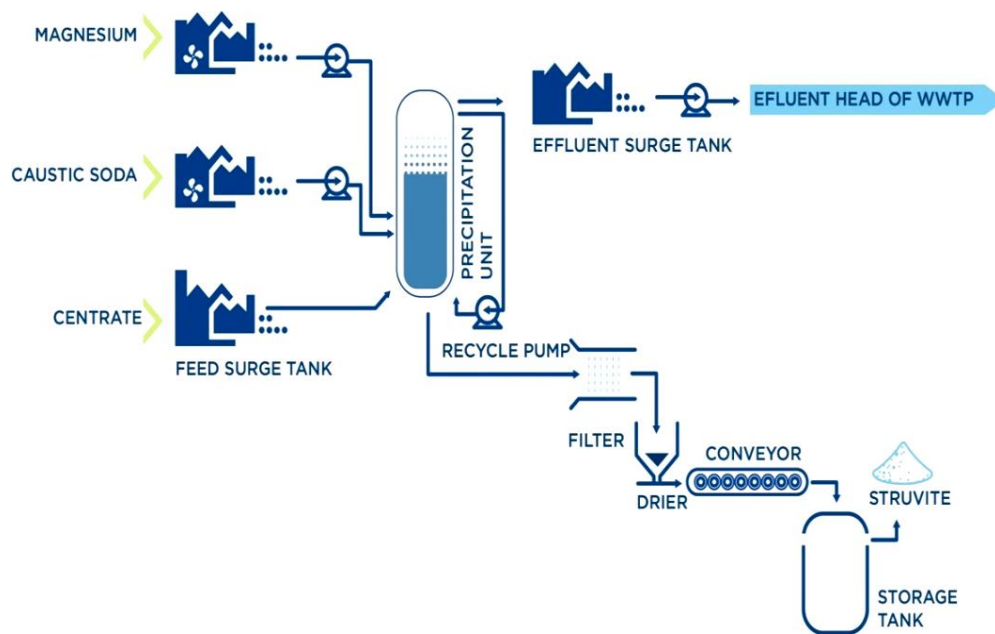 MAGNESIUM
CAUSTIC SODA
CENTRATE
FEED SURGE TANK
PRECIPITATION
UNIT
RECYCLE PUMP
EFFLUENT SURGE TANK
EFLUENT HEAD OF WWTP
FILTER
DRIER
CONVEYOR
STRUVITE
STORAGE
TANK